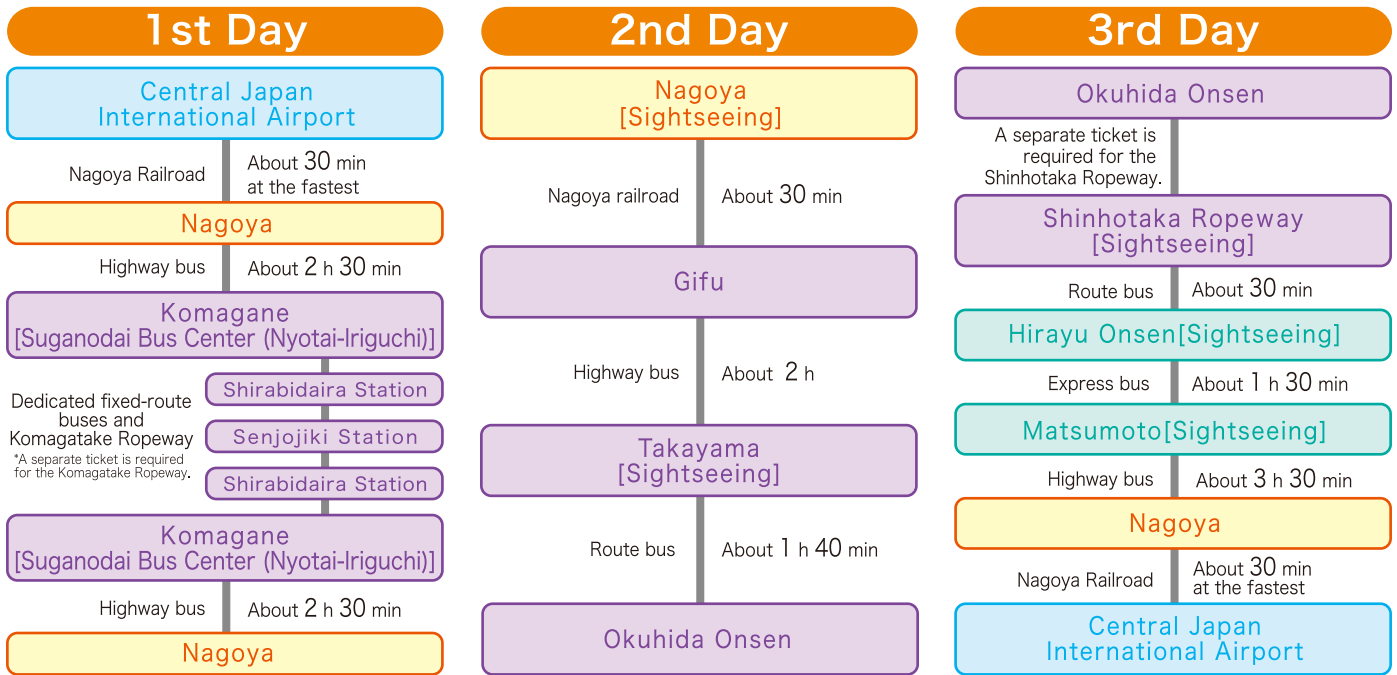 1st Day
Central Japan
International Airport
Nagoya Railroad
About 30 min
at the fastest
Nagoya
Highway bus
About 2 h 30 min
Komagane
[Suganodai Bus Center (Nyotai-Iriguchi)]
Shirabidaira Station
Senjojiki Station
Shirabidaira Station
Dedicated fixed-route
buses and
Komagatake Ropeway
*A separate ticket is required
for the Komagatake Ropeway.
Komagane
[Suganodai Bus Center (Nyotai-Iriguchi)]
Highway bus
About 2 h 30 min
Nagoya
2nd Day
Nagoya
[Sightseeing]
Nagoya railroad
About 30 min
Gifu
Highway bus
About 2 h
Takayama
[Sightseeing]
Route bus
About 1 h 40 min
Okuhida Onsen
3rd Day
Okuhida Onsen
A separate ticket is
required for the
Shinhotaka Ropeway.
Shinhotaka Ropeway
[Sightseeing]
Route bus
About 30 min
Hirayu Onsen[Sightseeing]
Express bus
About 1 h 30 min
Matsumoto[Sightseeing]
Highway bus
About 3 h 30 min
Nagoya
Nagoya Railroad
About 30 min
at the fastest
Central Japan
International Airport